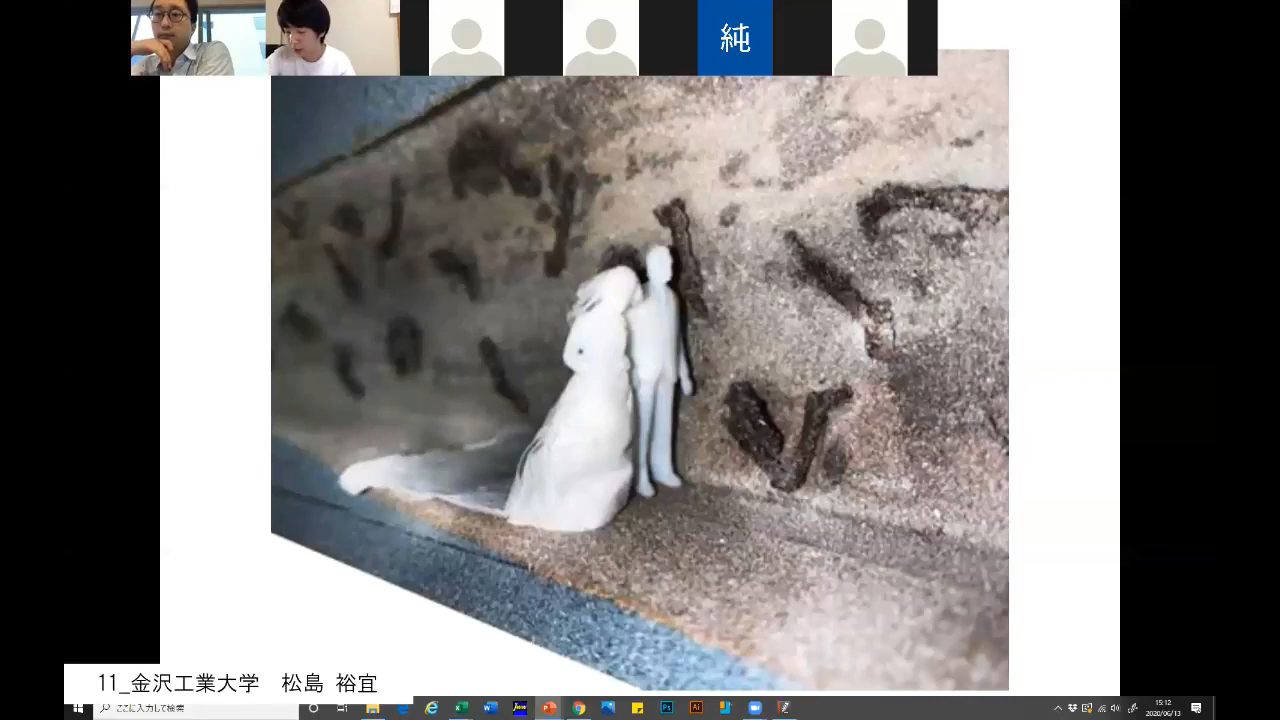 純
11_金沢工業大学 松島 裕宜
ここに入力して検索
15:12
2020/06/13